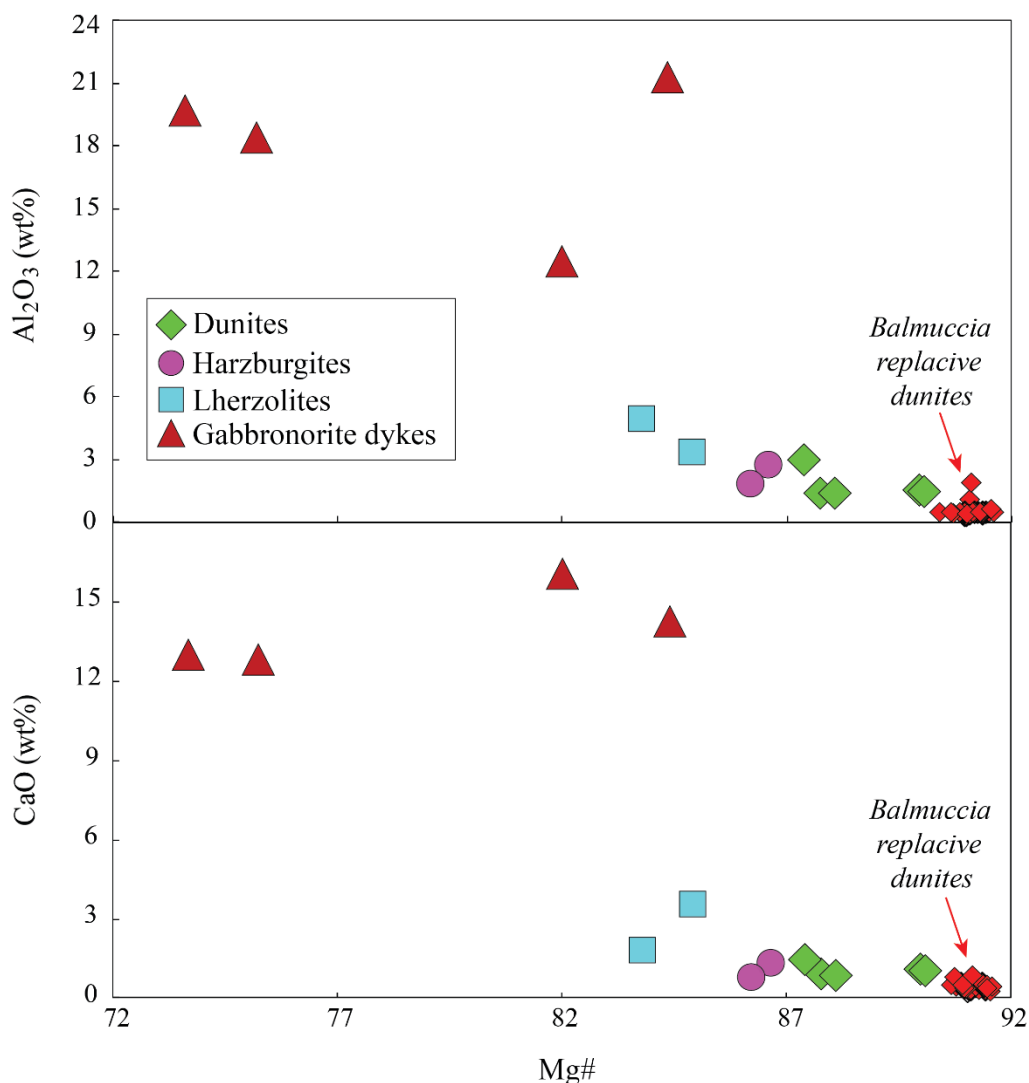 24
21
18
15
12
9
6
3
0
Al₂O₃ (wt%)
Dunites
Harzburgites
Lherzolites
Gabbronorite dykes
Balmuccia
replacive
dunites
15
12
9
6
3
0
CaO (wt%)
Balmuccia
replacive
dunites
72 77 82 87 92
Mg#